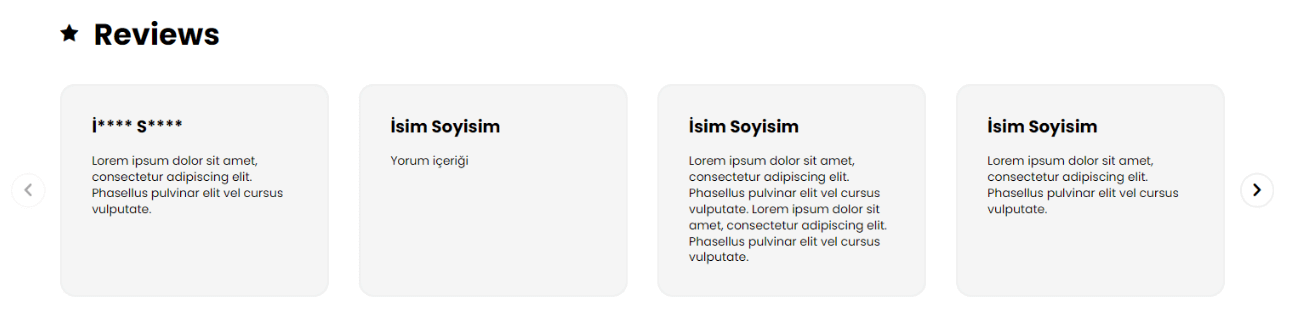 Reviews
İ**** S****
Lorem ipsum dolor sit amet,
consectetur adipiscing elit.
Phasellus pulvinar elit vel cursus
vulputate.
İsim Soyisim
Yorum içeriği
İsim Soyisim
Lorem ipsum dolor sit amet,
consectetur adipiscing elit.
Phasellus pulvinar elit vel cursus
vulputate. Lorem ipsum dolor sit
amet, consectetur adipiscing elit.
Phasellus pulvinar elit vel cursus
vulputate.
İsim Soyisim
Lorem ipsum dolor sit amet,
consectetur adipiscing elit.
Phasellus pulvinar elit vel cursus
vulputate.